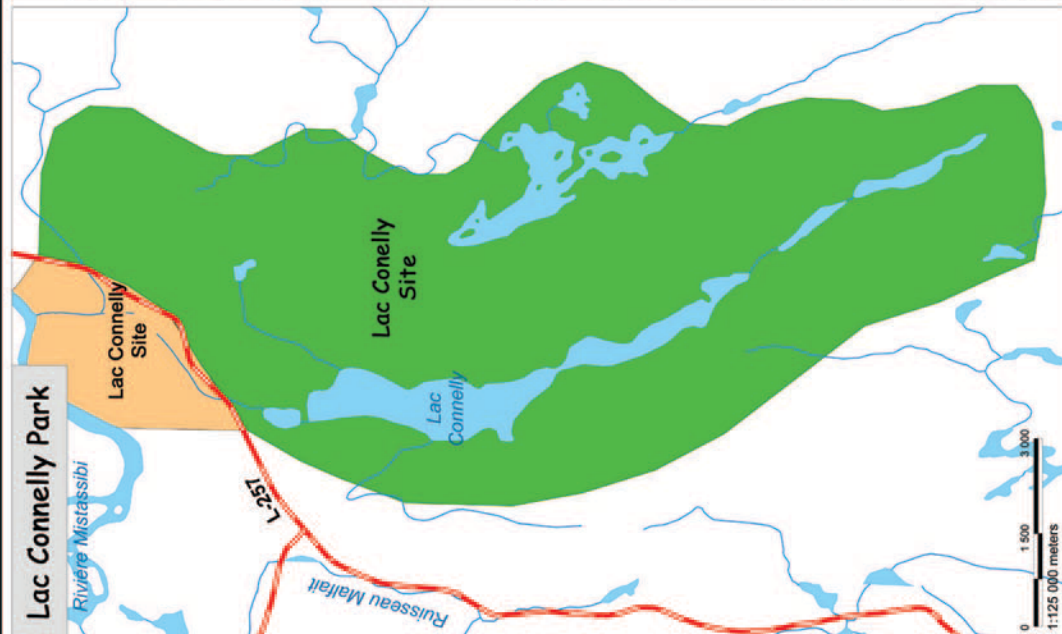 Lac Connelly Park
Rivière Mistassibi
Lac Connelly
Site
Lac Conelly
Site
Lac
Connelly
L-257
Ruisseau Malfait
0 1 500 3 000
1:125 000 meters